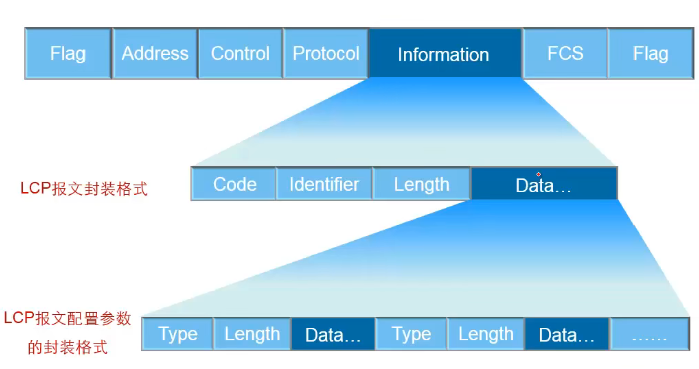 Flag Address Control Protocol Information FCS Flag
LCP报文封装格式 Code Identifier Length Data...
LCP报文配置参数
的封装格式
Type Length Data... Type Length Data... ......